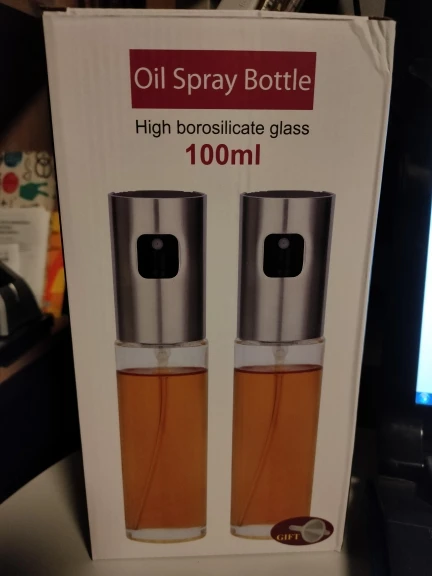 Oil Spray Bottle
High borosilicate glass
100ml
GIFT